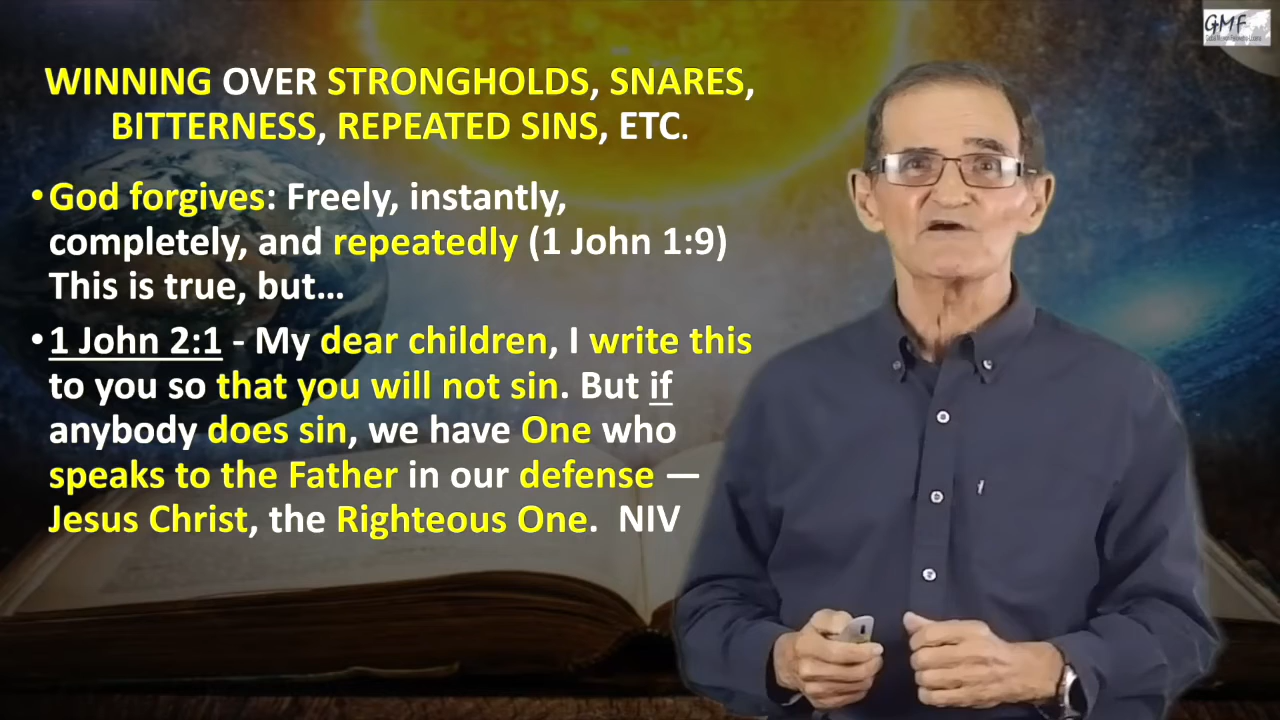 GMF
WINNING OVER STRONGHOLDS, SNARES,
BITTERNESS, REPEATED SINS, ETC.
•God forgives: Freely, instantly,
completely, and repeatedly (1 John 1:9)
This is true, but…
•1 John 2:1 - My dear children, I write this
to you so that you will not sin. But if
anybody does sin, we have One who
speaks to the Father in our defense —
Jesus Christ, the Righteous One. NIV